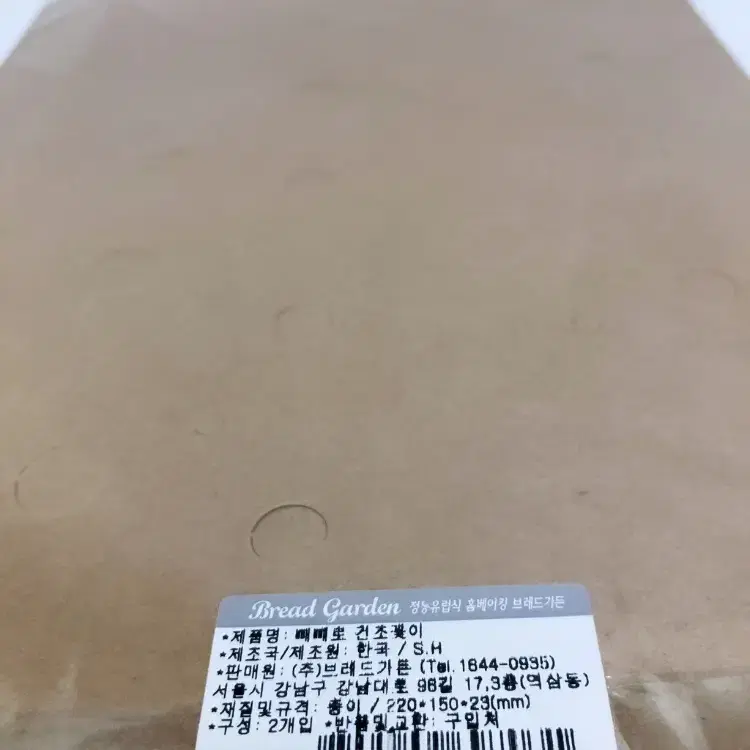 Bread Garden 정통유럽식 홈베이킹 브레드가든
*제품명: 빼빼로 건조꽂이
*제조국/제조원: 한국 / S.H
*판매원: (주)브레드가든 (Tel.1644-0935)
서울시 강남구 강남대로 98길 17,3층(역삼동)
*재질및규격: 종이 / 220*150*23(mm)
*구성: 2개입 *반품및교환: 구입처